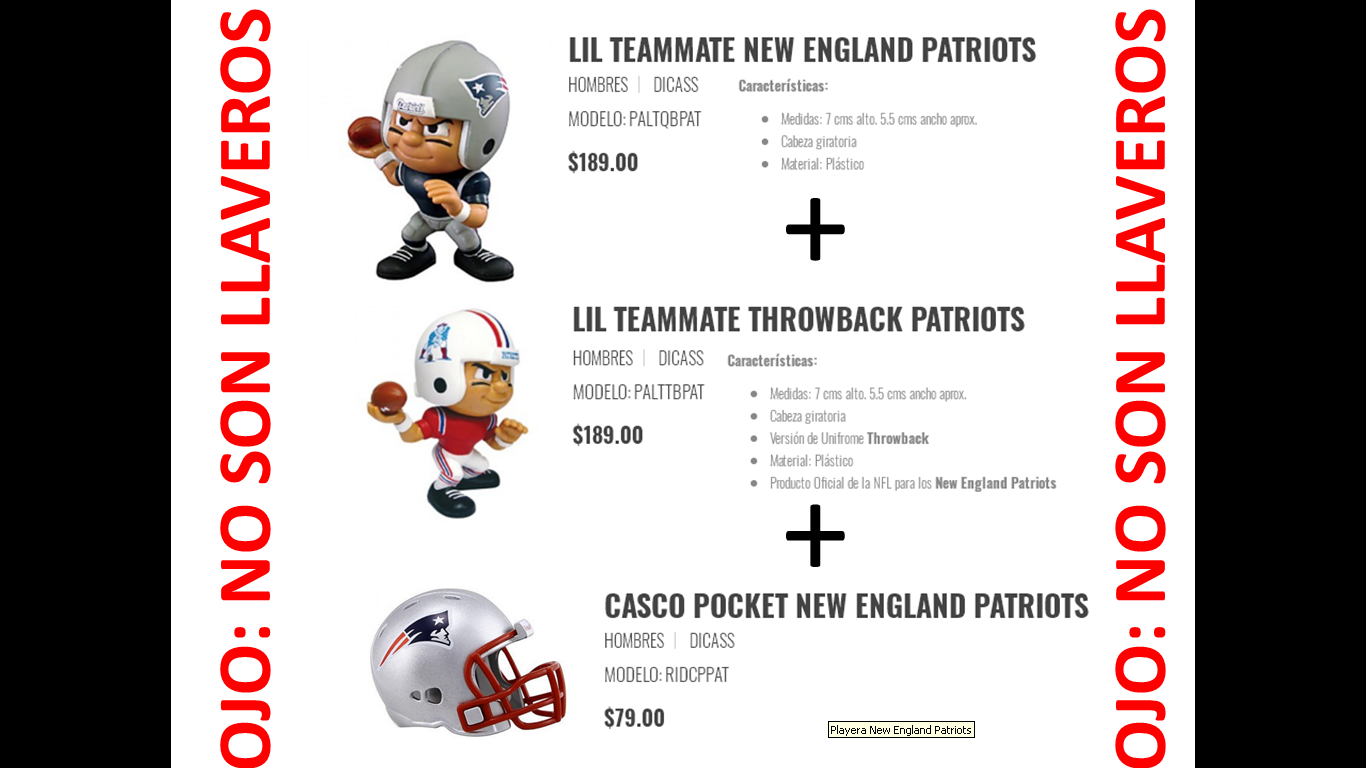 OJO: NO SON LLAVEROS
LIL TEAMMATE NEW ENGLAND PATRIOTS
HOMBRES | DICASS
MODELO: PALTQBPAT
$189.00
Características:
Medidas: 7 cms alto. 5.5 cms ancho aprox.
Cabeza giratoria
Material: Plástico
+
LIL TEAMMATE THROWBACK PATRIOTS
HOMBRES | DICASS
MODELO: PALTTBPAT
$189.00
Características:
Medidas: 7 cms alto. 5.5 cms ancho aprox.
Cabeza giratoria
Versión de Unifrome Throwback
Material: Plástico
Producto Oficial de la NFL para los New England Patriots
+
CASCO POCKET NEW ENGLAND PATRIOTS
HOMBRES | DICASS
MODELO: RIDCPPAT
$79.00
Playera New England Patriots
OJO: NO SON LLAVEROS